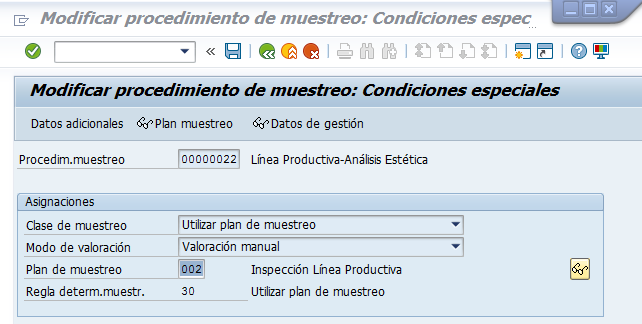 Modificar procedimiento de muestreo: Condiciones espec
Modificar procedimiento de muestreo: Condiciones especiales
Datos adicionales Plan muestreo Datos de gestión
Procedim.muestreo 00000022 Línea Productiva-Análisis Estética
Asignaciones
Clase de muestreo Utilizar plan de muestreo
Modo de valoración Valoración manual
Plan de muestreo 002 Inspección Línea Productiva
Regla determ.muestr. 30 Utilizar plan de muestreo